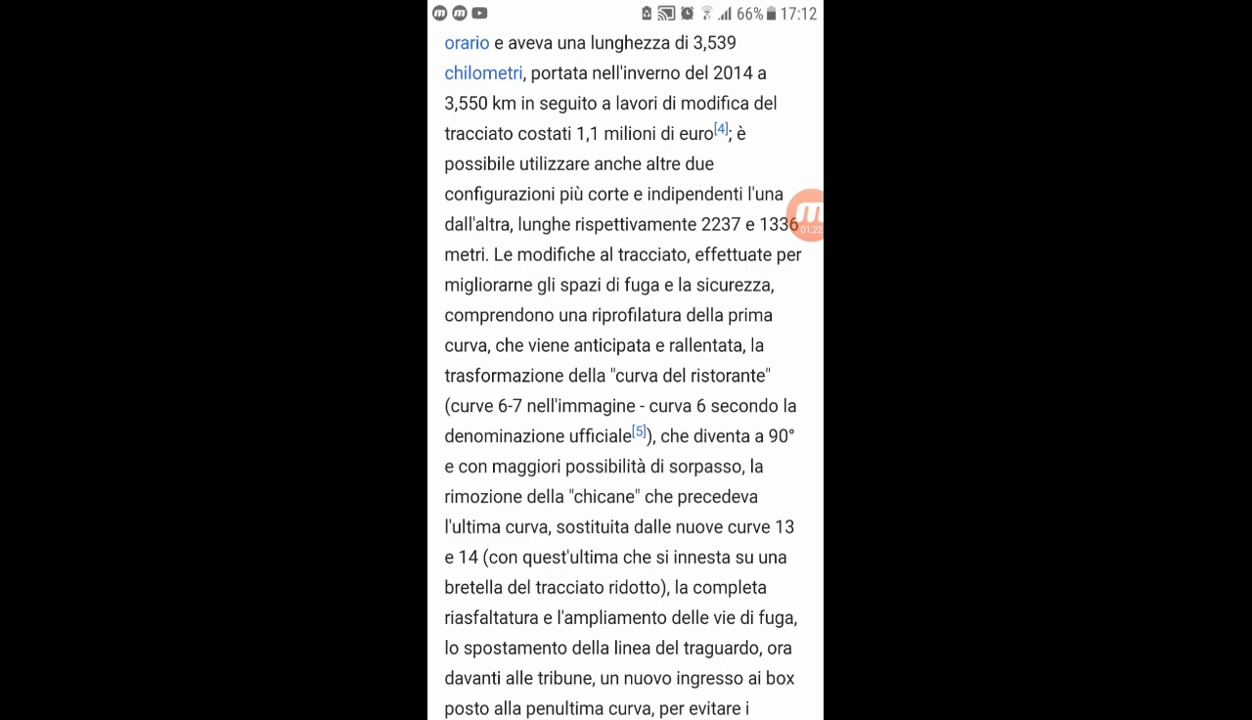 66% 17:12
orario e aveva una lunghezza di 3,539
chilometri, portata nell'inverno del 2014 a
3,550 km in seguito a lavori di modifica del
tracciato costati 1,1 milioni di euro[4]; è
possibile utilizzare anche altre due
configurazioni più corte e indipendenti l'una
dall'altra, lunghe rispettivamente 2237 e 1336
01:22
metri. Le modifiche al tracciato, effettuate per
migliorarne gli spazi di fuga e la sicurezza,
comprendono una riprofilatura della prima
curva, che viene anticipata e rallentata, la
trasformazione della "curva del ristorante"
(curve 6-7 nell'immagine - curva 6 secondo la
denominazione ufficiale[5]), che diventa a 90°
e con maggiori possibilità di sorpasso, la
rimozione della "chicane" che precedeva
l'ultima curva, sostituita dalle nuove curve 13
e 14 (con quest'ultima che si innesta su una
bretella del tracciato ridotto), la completa
riasfaltatura e l'ampliamento delle vie di fuga,
lo spostamento della linea del traguardo, ora
davanti alle tribune, un nuovo ingresso ai box
posto alla penultima curva, per evitare i